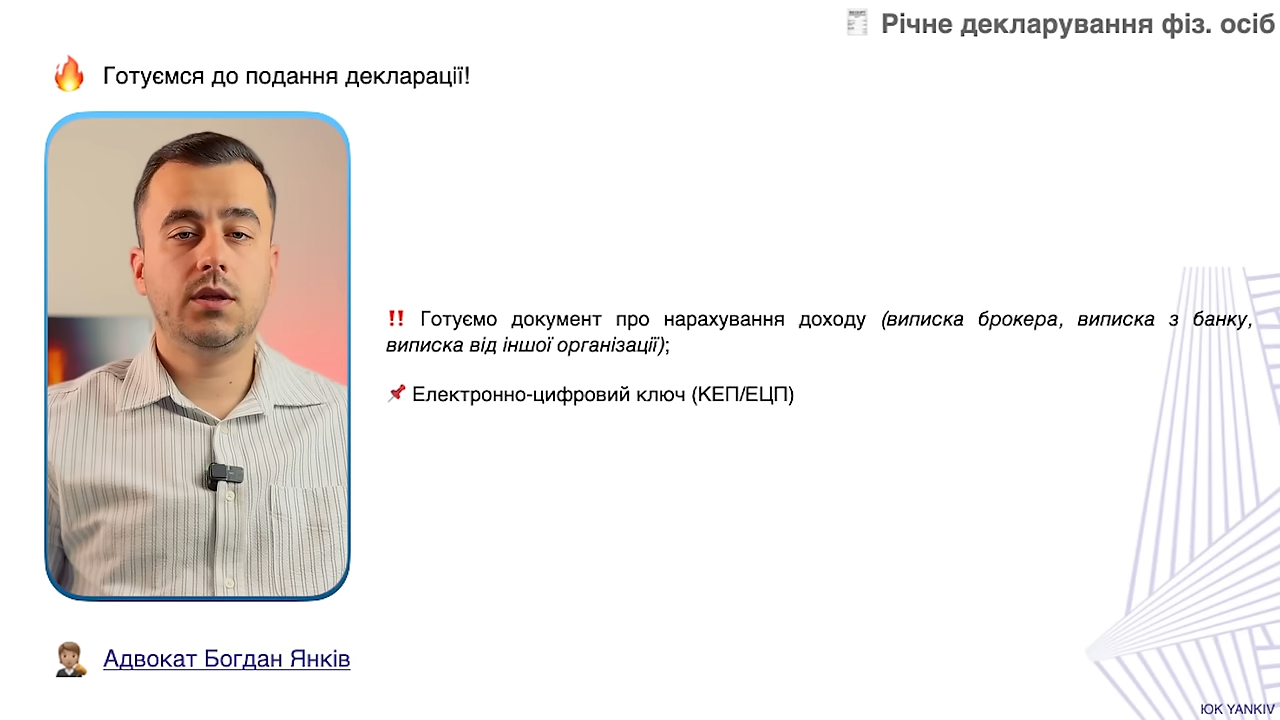 🧾 Річне декларування фіз. осіб
🔥 Готуємся до подання декларації!
‼️ Готуємо документ про нарахування доходу (виписка брокера, виписка з банку,
виписка від іншої організації);
📌 Електронно-цифровий ключ (КЕП/ЕЦП)
Адвокат Богдан Янків
ЮК YANKIV